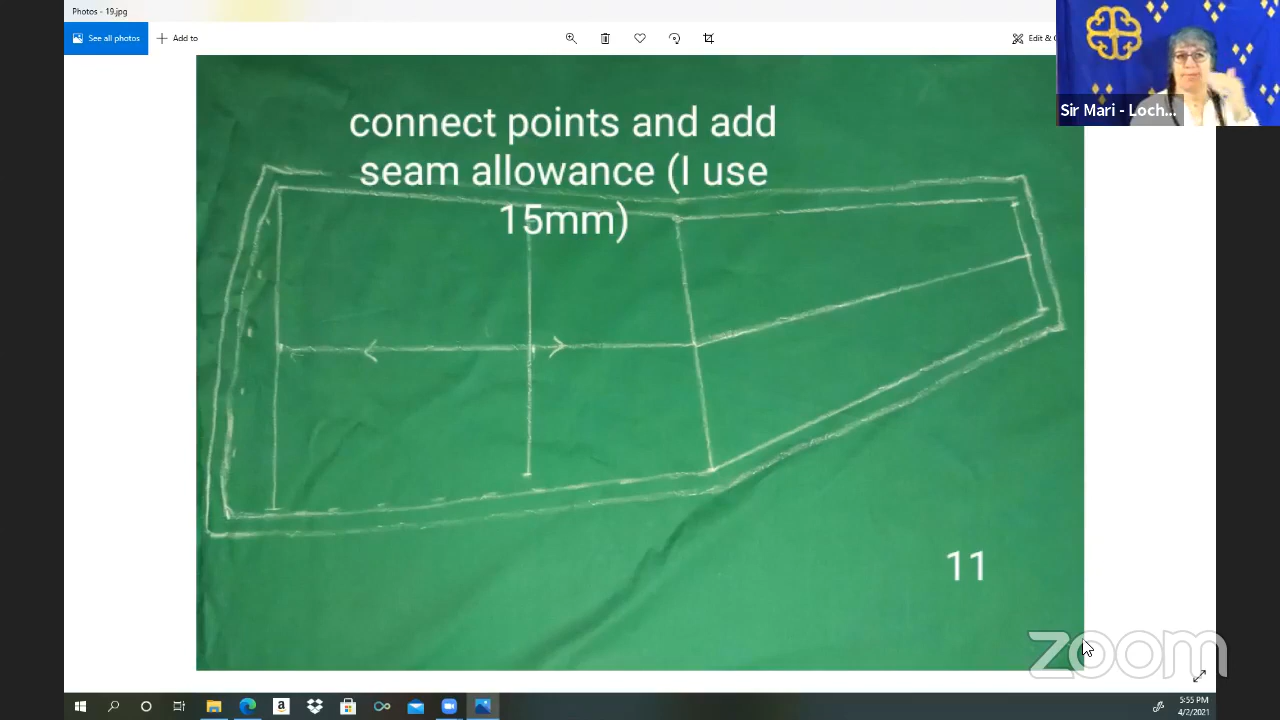 Photos - 19.jpg
See all photos
Add to
Edit & C
Sir Mari - Loch...
connect points and add
seam allowance (I use
15mm)
11
zoom
5:55 PM
4/2/2021